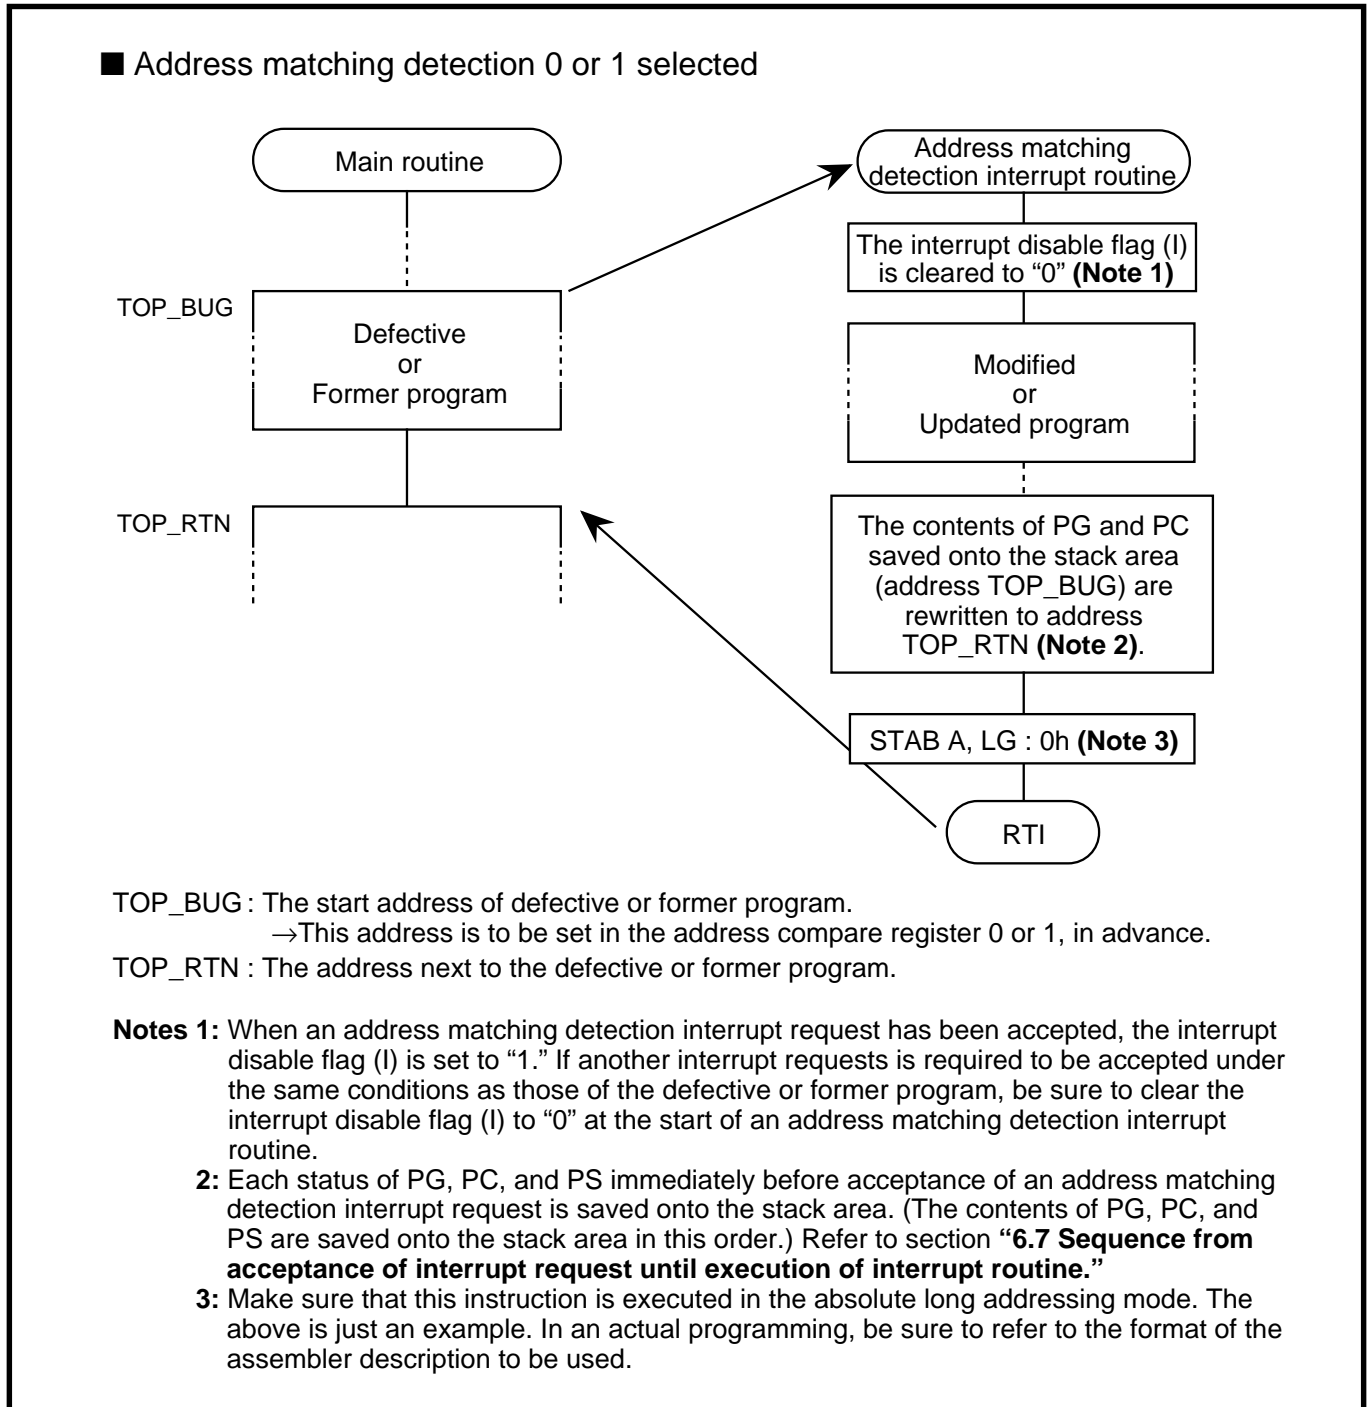 ■ Address matching detection 0 or 1 selected
Main routine
TOP_BUG
Defective
or
Former program
TOP_RTN
Address matching
detection interrupt routine
The interrupt disable flag (I)
is cleared to “0” (Note 1)
Modified
or
Updated program
The contents of PG and PC
saved onto the stack area
(address TOP_BUG) are
rewritten to address
TOP_RTN (Note 2).
STAB A, LG : 0h (Note 3)
RTI
TOP_BUG : The start address of defective or former program.
→This address is to be set in the address compare register 0 or 1, in advance.
TOP_RTN : The address next to the defective or former program.
Notes 1: When an address matching detection interrupt request has been accepted, the interrupt
disable flag (I) is set to “1.” If another interrupt requests is required to be accepted under
the same conditions as those of the defective or former program, be sure to clear the
interrupt disable flag (I) to “0” at the start of an address matching detection interrupt
routine.
2: Each status of PG, PC, and PS immediately before acceptance of an address matching
detection interrupt request is saved onto the stack area. (The contents of PG, PC, and
PS are saved onto the stack area in this order.) Refer to section “6.7 Sequence from
acceptance of interrupt request until execution of interrupt routine.”
3: Make sure that this instruction is executed in the absolute long addressing mode. The
above is just an example. In an actual programming, be sure to refer to the format of the
assembler description to be used.